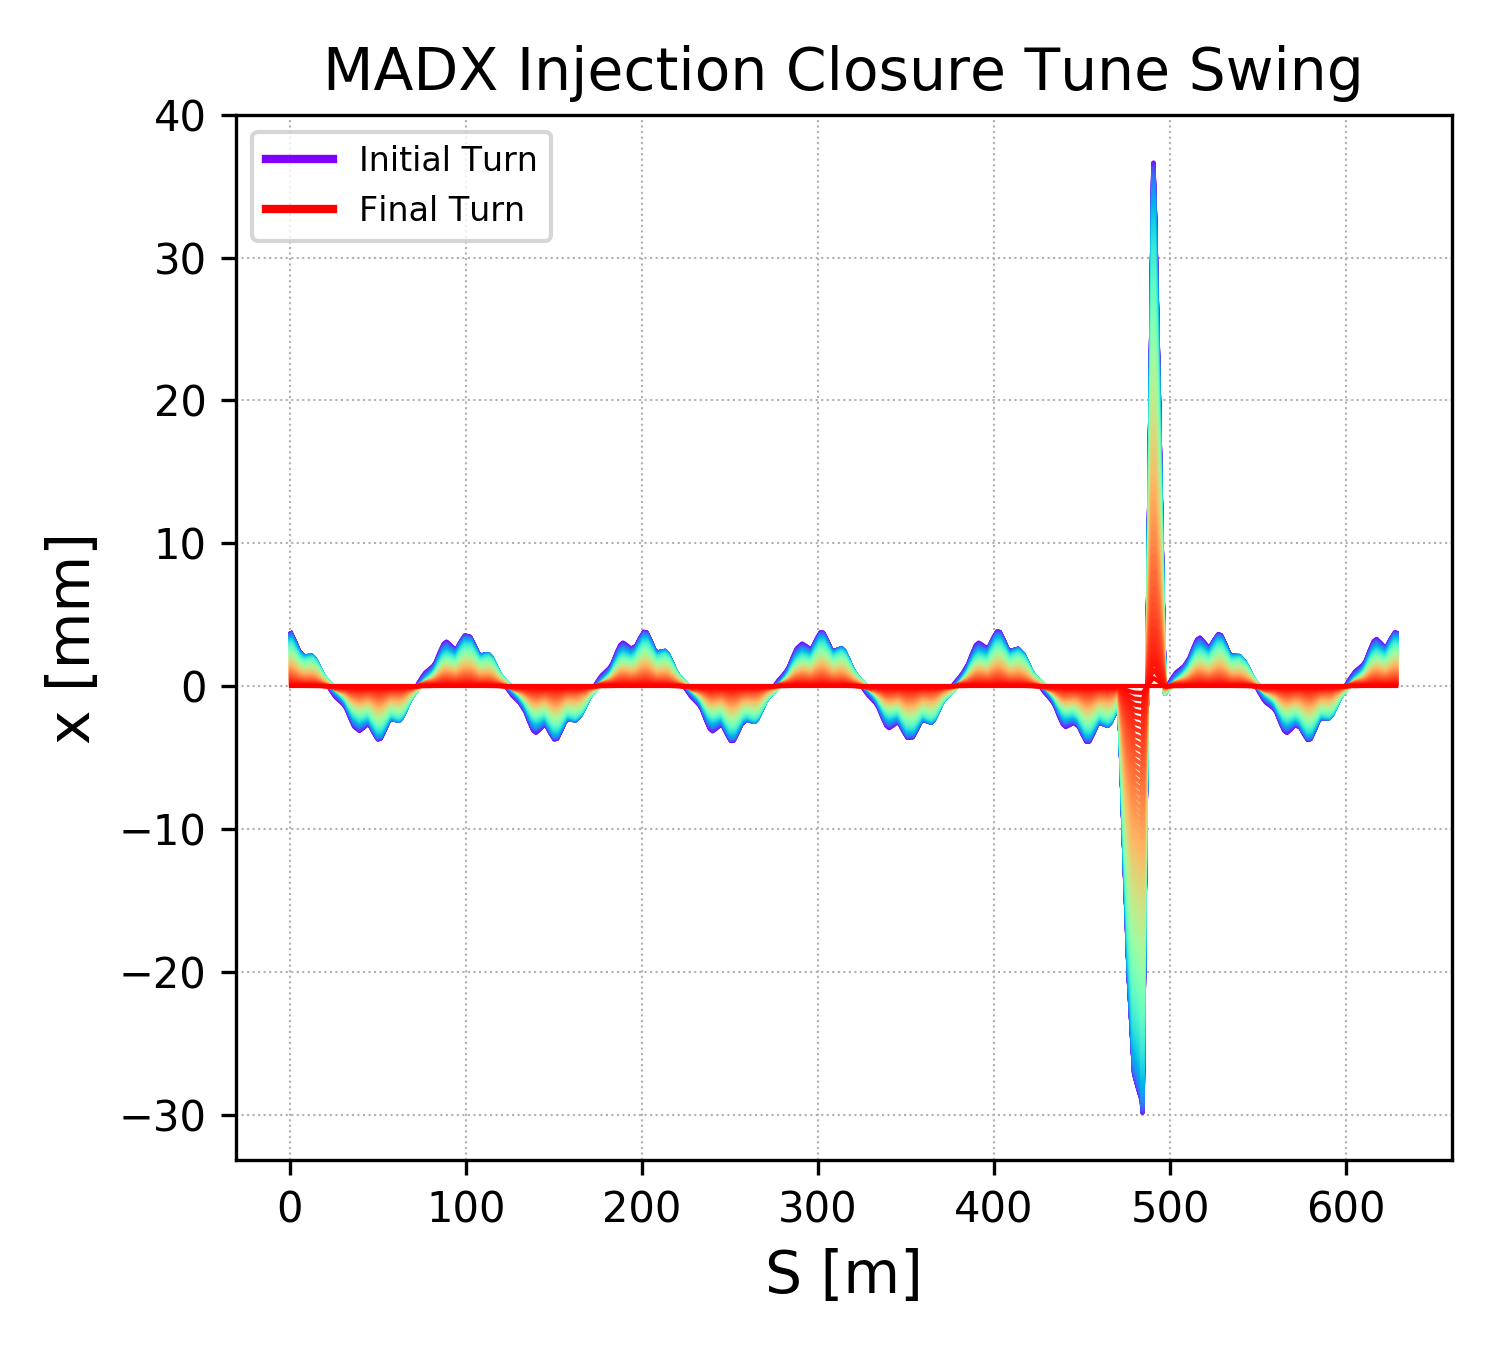 MADX Injection Closure Tune Swing
Initial Turn
Final Turn
40
30
20
10
0
−10
−20
−30
x [mm]
0 100 200 300 400 500 600
S [m]